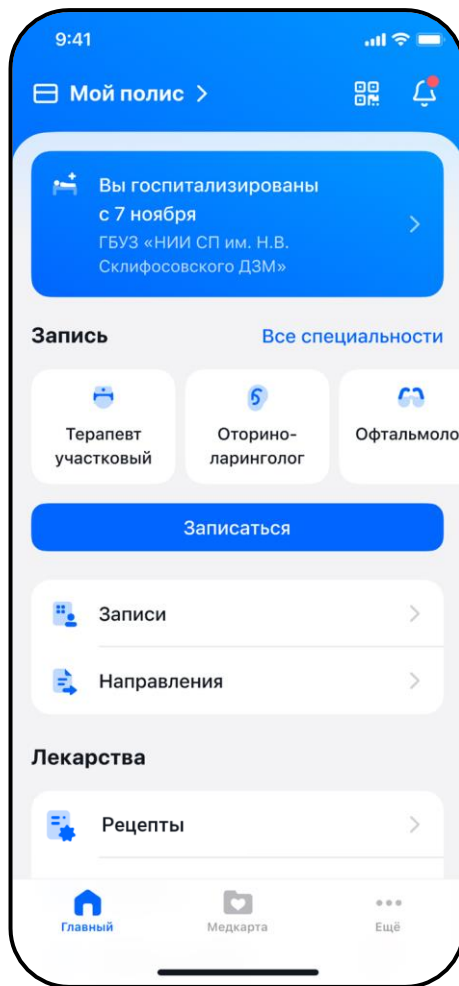 9:41
Мой полис
Вы госпитализированы
с 7 ноября
ГБУЗ «НИИ СП им. Н.В.
Склифосовского ДЗМ»
Запись
Все специальности
Терапевт
участковый
Оторино-
ларинголог
Офтальмоло
Записаться
Записи
Направления
Лекарства
Рецепты
Главный
Медкарта
Ещё